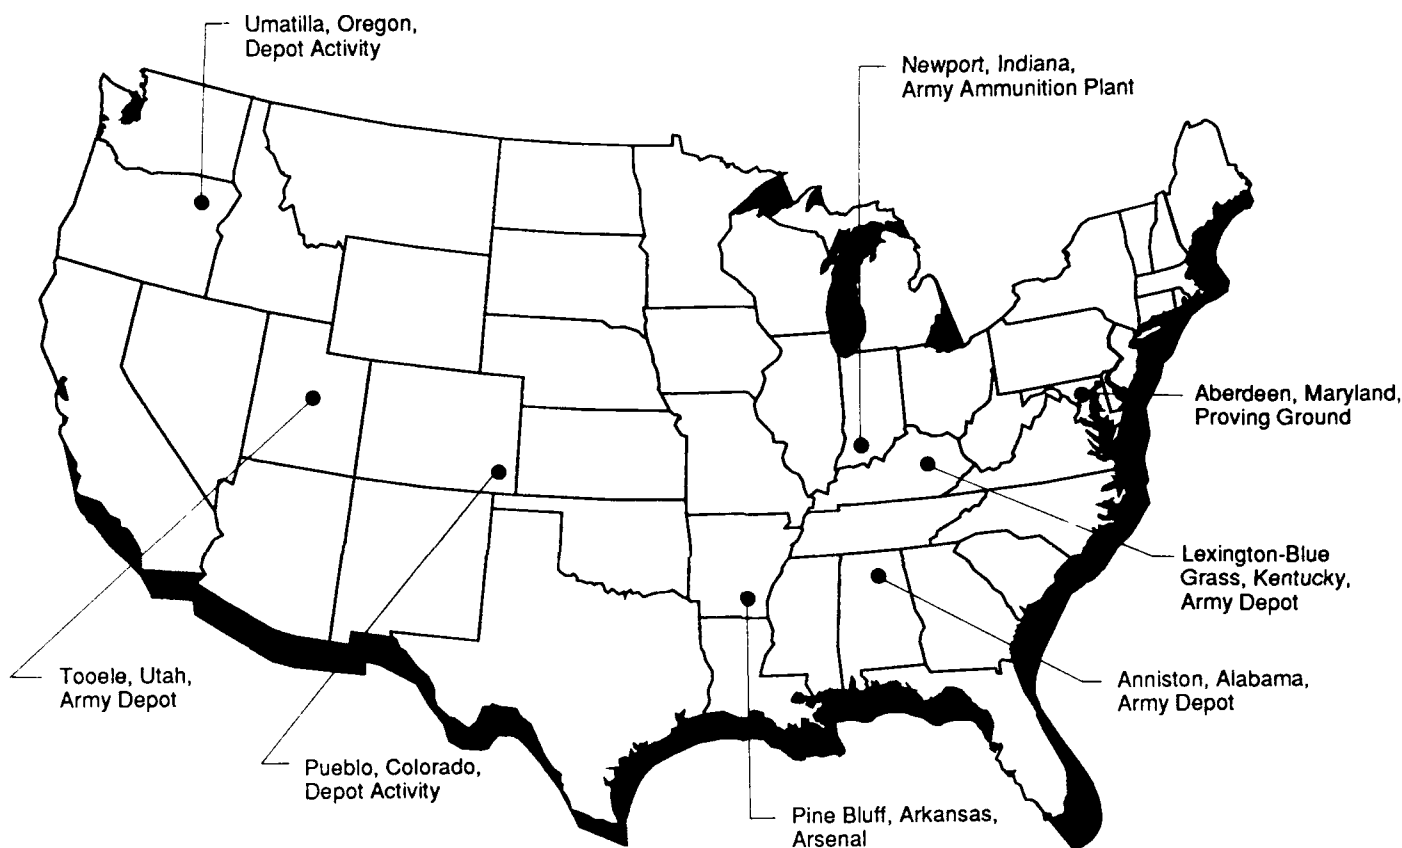 Umatilla, Oregon,
Depot Activity
Newport, Indiana,
Army Ammunition Plant
Aberdeen, Maryland,
Proving Ground
Lexington-Blue
Grass, Kentucky,
Army Depot
Tooele, Utah,
Army Depot
Anniston, Alabama,
Army Depot
Pueblo, Colorado,
Depot Activity
Pine Bluff, Arkansas,
Arsenal